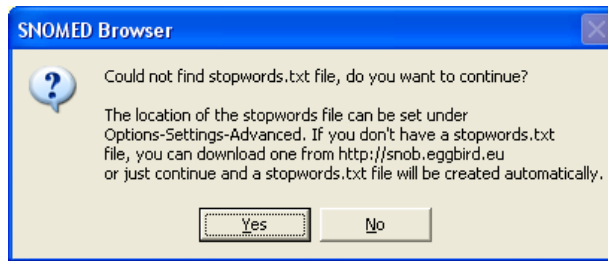 SNOMED Browser
Could not find stopwords.txt file, do you want to continue?
The location of the stopwords file can be set under
Options-Settings-Advanced. If you don't have a stopwords.txt
file, you can download one from http://snob.eggbird.eu
or just continue and a stopwords.txt file will be created automatically.
Yes
No